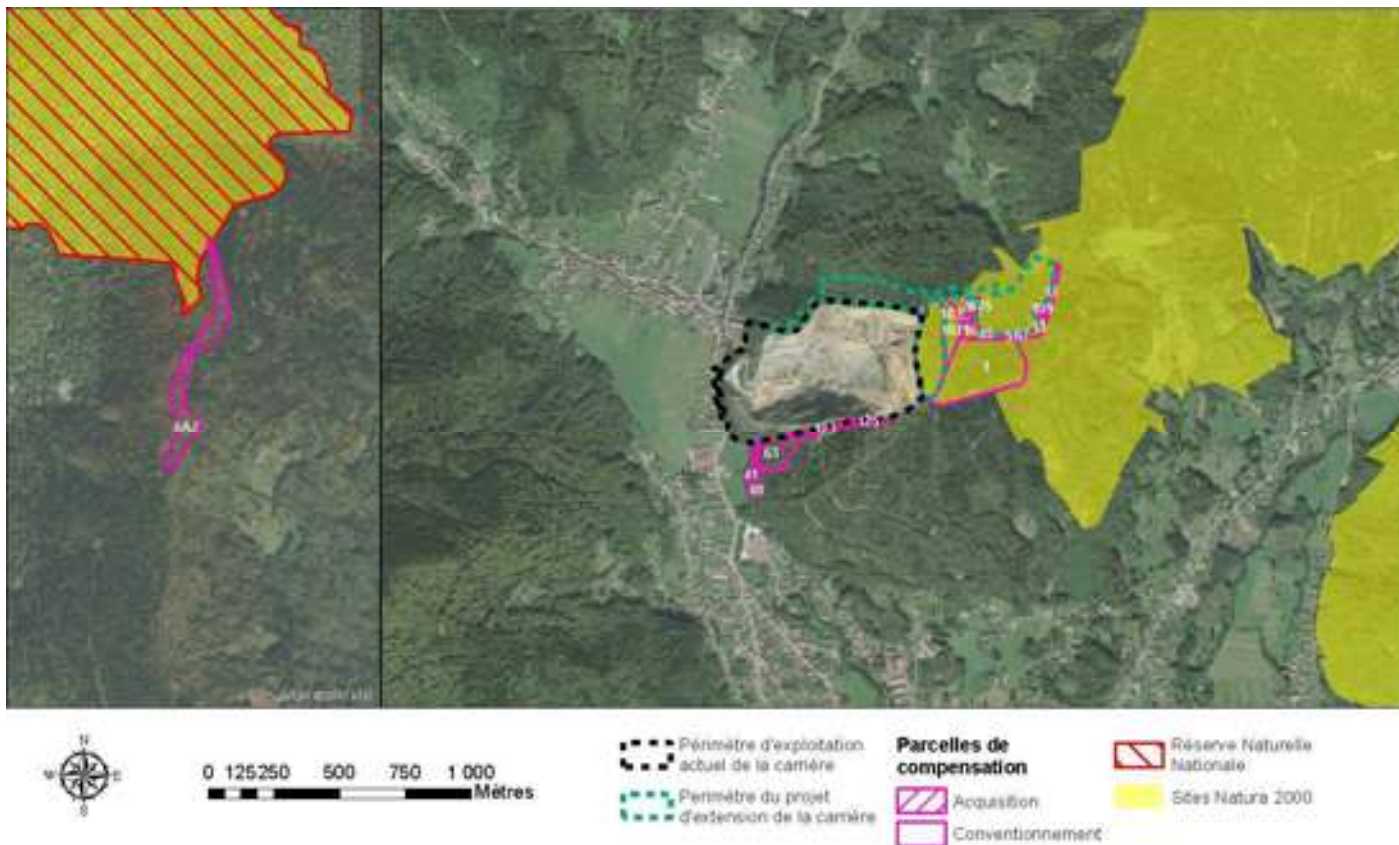 63
1
N
W
E
S
0 125 250 500 750 1 000
Mètres
Périmètre d'exploitation
actuel de la carrière
Perimètre du projet
d'extension de la carrière
Parcelles de
compensation
Acquisition
Conventionnement
Réserve Naturelle
Nationale
Sites Natura 2000